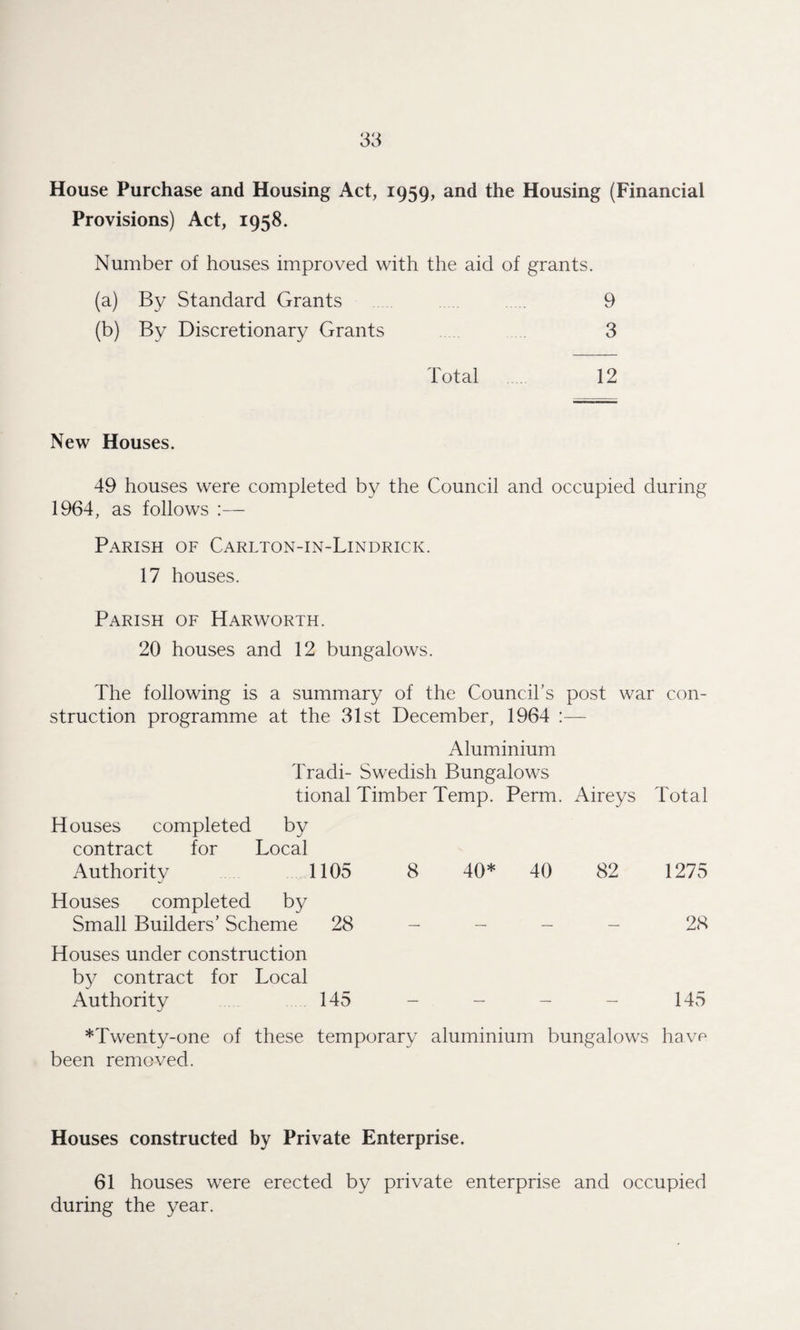 33
House Purchase and Housing Act, 1959, and the Housing (Financial
Provisions) Act, 1958.
Number of houses improved with the aid of grants.
(a) By Standard Grants ..... ..... ..... 9
(b) By Discretionary Grants ..... ..... 3
Total ..... 12
New Houses.
49 houses were completed by the Council and occupied during
1964, as follows :—
Parish of Carlton-in-Lindrick.
17 houses.
Parish of Harworth.
20 houses and 12 bungalows.
The following is a summary of the Council's post war con-
struction programme at the 31st December, 1964 :—
Aluminium
Tradi- Swedish Bungalows
tional Timber Temp. Perm. Aireys Total
Houses completed by
contract for Local
Authority ..... ..... 1105 8 40* 40 82 1275
Houses completed by
Small Builders' Scheme 28 – – – – 28
Houses under construction
by contract for Local
Authority ..... ..... 145 – – – – 145
*Twenty-one of these temporary aluminium bungalows have
been removed.
Houses constructed by Private Enterprise.
61 houses were erected by private enterprise and occupied
during the year.